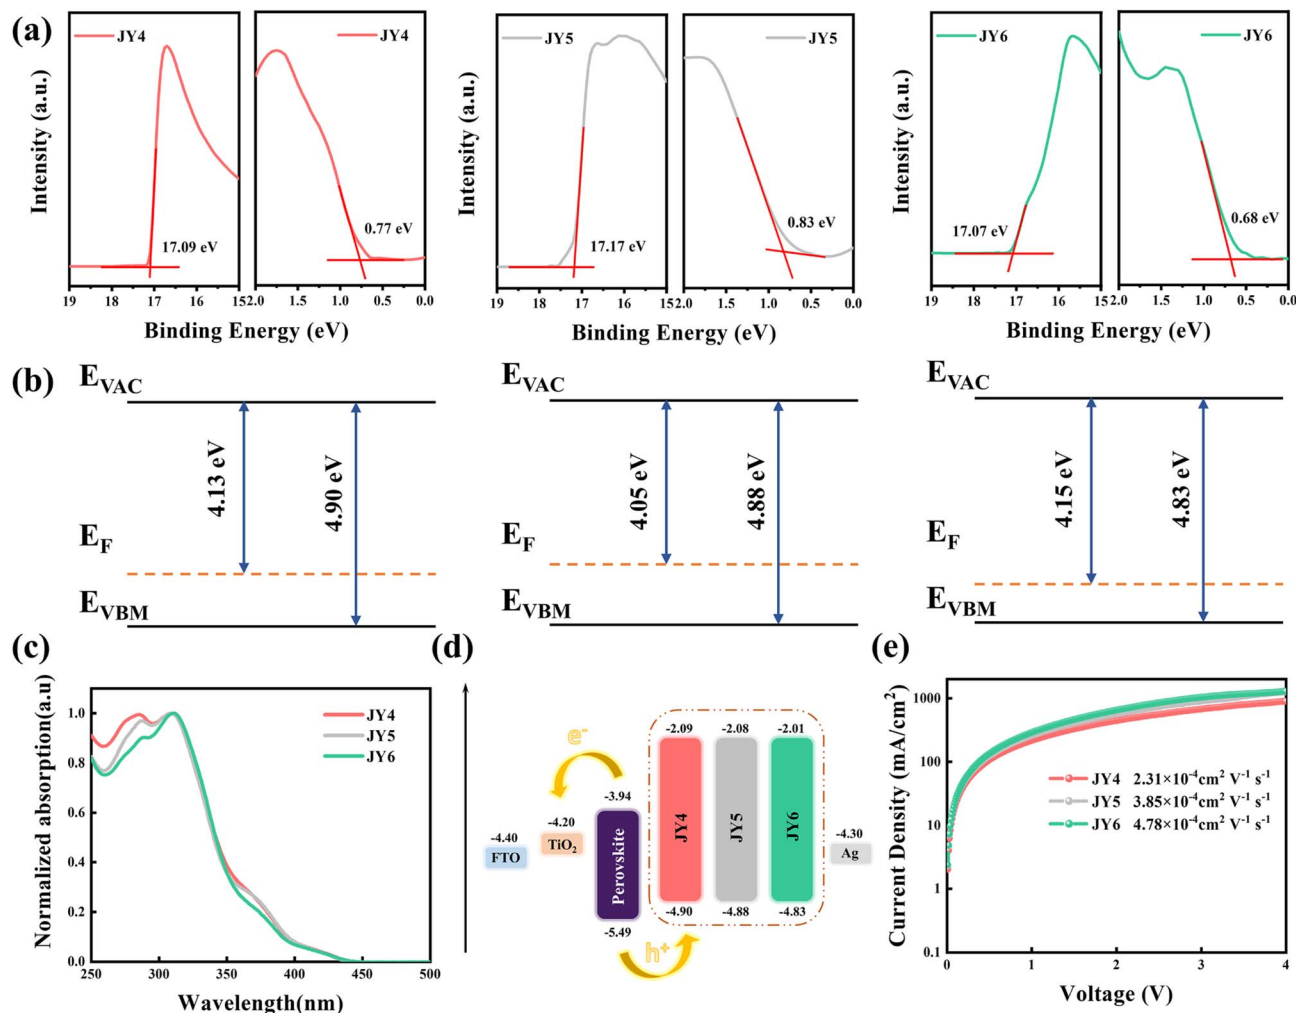 (a)
JY4
JY4
Intensity (a.u.)
17.09 eV
0.77 eV
19 18 17 16 15
2.0 1.5 1.0 0.5 0.0
Binding Energy (eV)
JY5
JY5
Intensity (a.u.)
17.17 eV
0.83 eV
19 18 17 16 15
2.0 1.5 1.0 0.5 0.0
Binding Energy (eV)
JY6
JY6
Intensity (a.u.)
17.07 eV
0.68 eV
19 18 17 16 15
2.0 1.5 1.0 0.5 0.0
Binding Energy (eV)
(b)
E_VAC
4.13 eV
4.90 eV
E_F
E_VBM
E_VAC
4.05 eV
4.88 eV
E_F
E_VBM
E_VAC
4.15 eV
4.83 eV
E_F
E_VBM
(c)
Normalized absorption(a.u)
1.0
0.8
0.6
0.4
0.2
0.0
JY4
JY5
JY6
250 300 350 400 450 500
Wavelength(nm)
(d)
e⁻
-4.40
FTO
-4.20
TiO₂
-3.94
Perovskite
-5.49
h⁺
-2.09
JY4
-4.90
-2.08
JY5
-4.88
-2.01
JY6
-4.83
-4.30
Ag
(e)
Current Density (mA/cm²)
1000
100
10
1
0.1
JY4 2.31×10⁻⁴cm² V⁻¹ s⁻¹
JY5 3.85×10⁻⁴cm² V⁻¹ s⁻¹
JY6 4.78×10⁻⁴cm² V⁻¹ s⁻¹
0 1 2 3 4
Voltage (V)